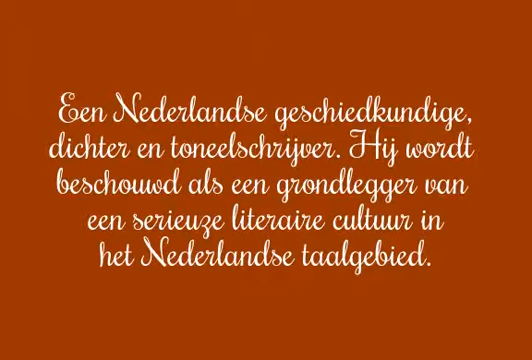 Een Nederlandse geschiedkundige,
dichter en toneelschrijver. Hij wordt
beschouwd als een grondlegger van
een serieuze literaire cultuur in
het Nederlandse taalgebied.